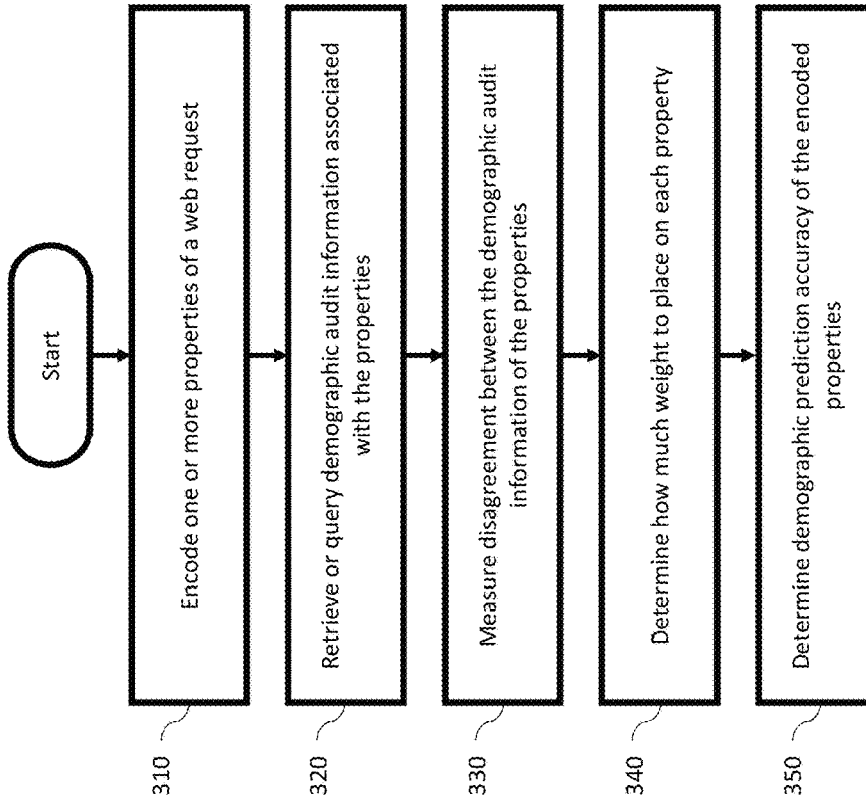 Start
310
Encode one or more properties of a web request
320
Retrieve or query demographic audit information associated
with the properties
330
Measure disagreement between the demographic audit
information of the properties
340
Determine how much weight to place on each property
350
Determine demographic prediction accuracy of the encoded
properties